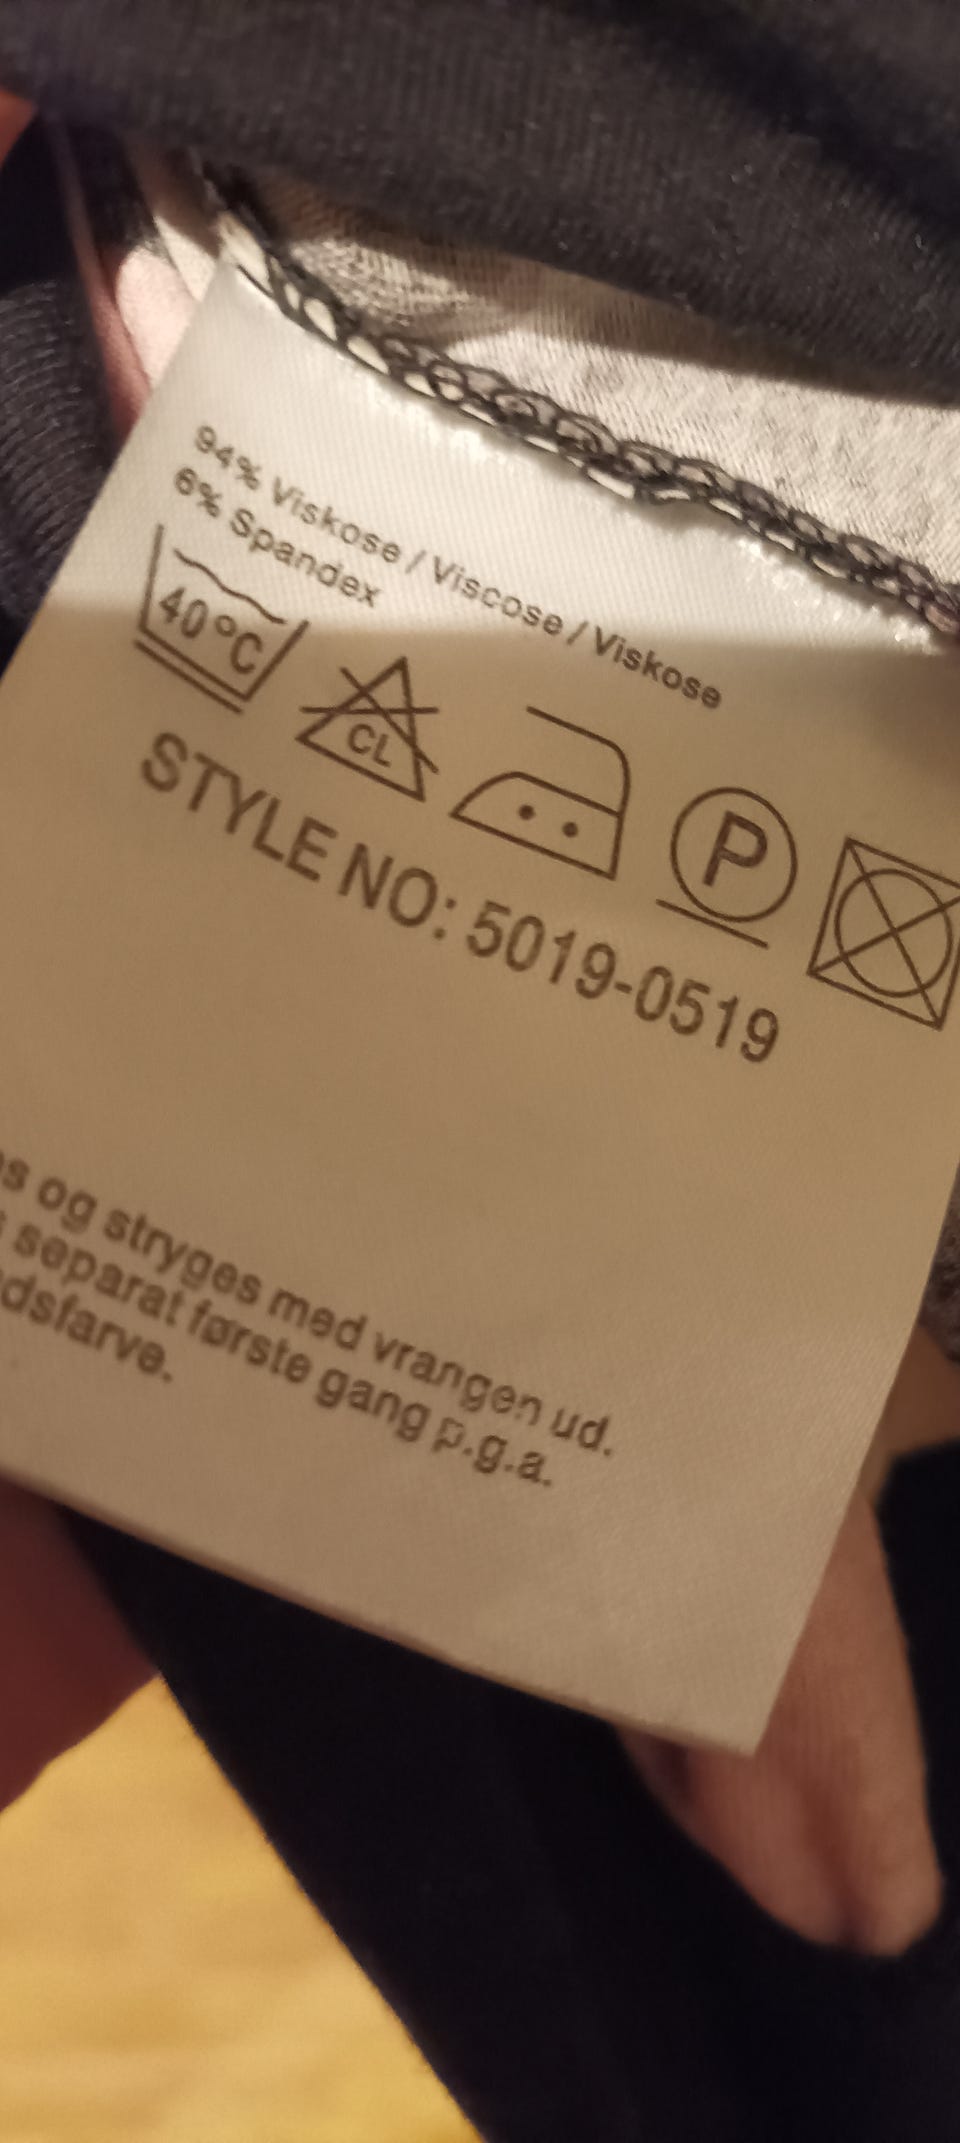 94% Viskose / Viscose / Viskose
6% Spandex
40°C
CL
P
STYLE NO: 5019-0519
og stryges med vrangen ud.
separat første gang p.g.a.